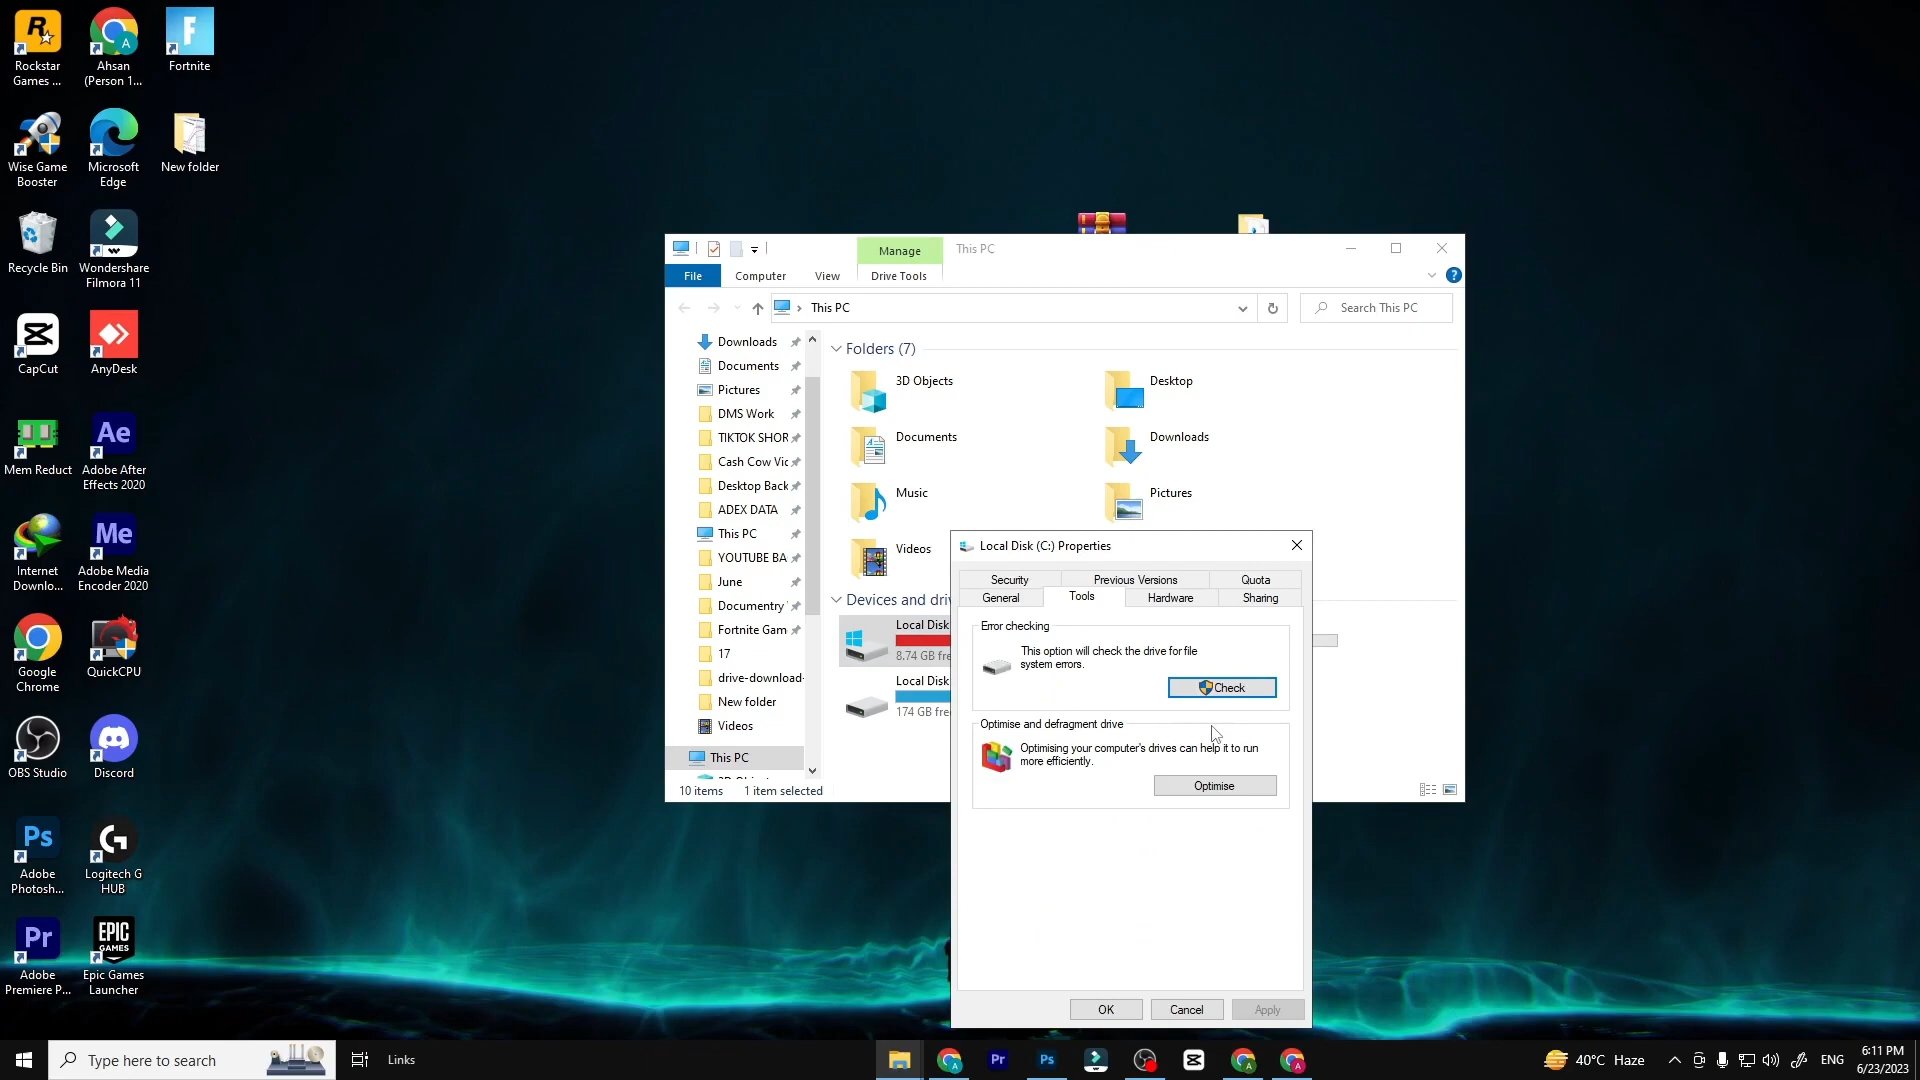 Rockstar
Games ...
Ahsan
(Person 1...
Fortnite
Wise Game
Booster
Microsoft
Edge
New folder
Recycle Bin
Wondershare
Filmora 11
CapCut
AnyDesk
Mem Reduct
Ae
Adobe After
Effects 2020
Internet
Downlo...
Me
Adobe Media
Encoder 2020
Google
Chrome
QuickCPU
OBS Studio
Discord
Ps
Adobe
Photosh...
Logitech G
HUB
Pr
Adobe
Premiere P...
EPIC
GAMES
Epic Games
Launcher
Manage
This PC
File
Computer
View
Drive Tools
This PC
Search This PC
Downloads
Documents
Pictures
DMS Work
TIKTOK SHOR
Cash Cow Vic
Desktop Back
ADEX DATA
This PC
YOUTUBE BA
June
Documentry
Fortnite Gam
17
drive-download-
New folder
Videos
This PC
Folders (7)
3D Objects
Desktop
Documents
Downloads
Music
Pictures
Videos
Devices and driv
Local Disk
8.74 GB fre
Local Disk
174 GB fre
10 items
1 item selected
Local Disk (C:) Properties
Security
Previous Versions
Quota
General
Tools
Hardware
Sharing
Error checking
This option will check the drive for file
system errors.
Check
Optimise and defragment drive
Optimising your computer's drives can help it to run
more efficiently.
Optimise
OK
Cancel
Apply
Type here to search
Links
Pr
Ps
40°C Haze
ENG
6:11 PM
6/23/2023